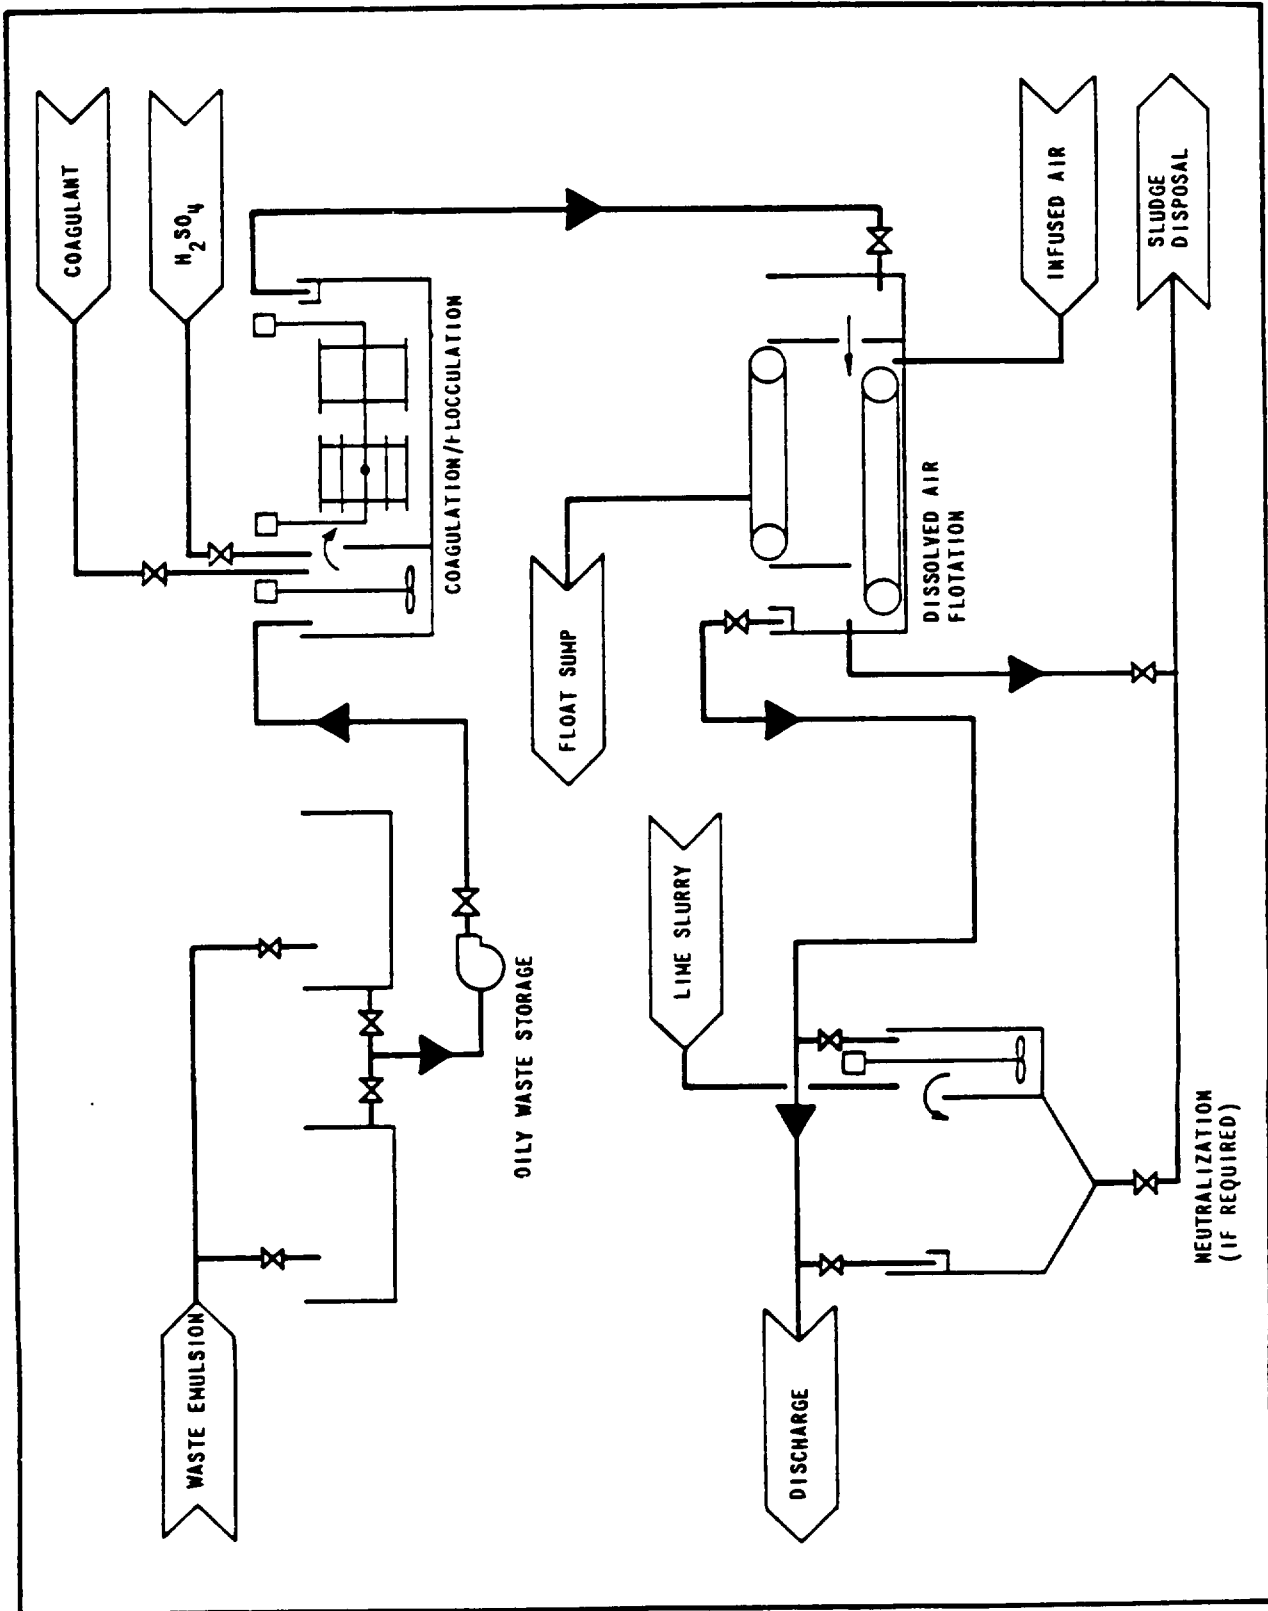 WASTE EMULSION
OILY WASTE STORAGE
COAGULANT
H2SO4
COAGULATION/FLOCCULATION
DISCHARGE
LIME SLURRY
FLOAT SUMP
NEUTRALIZATION
(IF REQUIRED)
DISSOLVED AIR
FLOTATION
INFUSED AIR
SLUDGE
DISPOSAL